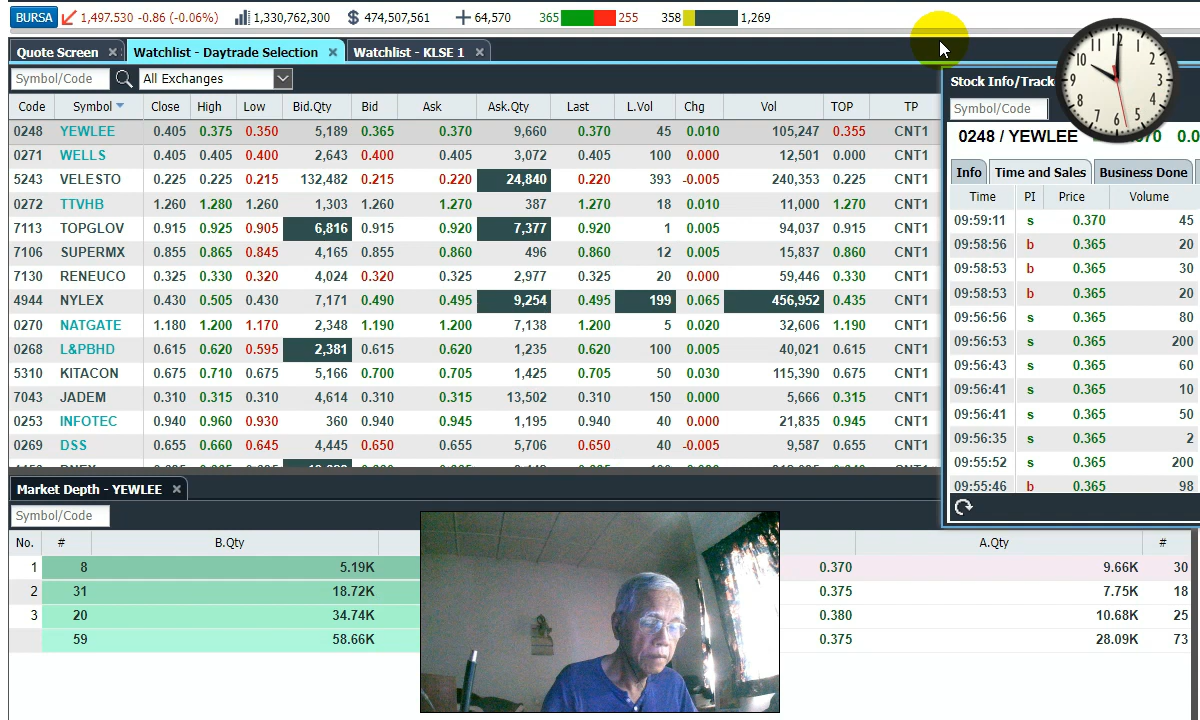 BURSA 1,497.530 -0.86 (-0.06%) 1,330,762,300 $ 474,507,561 64,570 365 255 358 1,269
Quote Screen × Watchlist - Daytrade Selection × Watchlist - KLSE 1 ×
Symbol/Code All Exchanges
Code Symbol Close High Low Bid.Qty Bid Ask Ask.Qty Last L.Vol Chg Vol TOP TP
0248 YEWLEE 0.405 0.375 0.350 5,189 0.365 0.370 9,660 0.370 45 0.010 105,247 0.355 CNT1
0271 WELLS 0.405 0.405 0.400 2,643 0.400 0.405 3,072 0.405 100 0.000 12,501 0.000 CNT1
5243 VELESTO 0.225 0.225 0.215 132,482 0.215 0.220 24,840 0.220 393 -0.005 240,353 0.225 CNT1
0272 TTVHB 1.260 1.280 1.260 1,303 1.260 1.270 387 1.270 18 0.010 11,000 1.270 CNT1
7113 TOPGLOV 0.915 0.925 0.905 6,816 0.915 0.920 7,377 0.920 1 0.005 94,037 0.915 CNT1
7106 SUPERMX 0.855 0.865 0.845 4,165 0.855 0.860 496 0.860 12 0.005 15,837 0.860 CNT1
7130 RENEUCO 0.325 0.330 0.320 4,024 0.320 0.325 2,977 0.325 20 0.000 59,446 0.330 CNT1
4944 NYLEX 0.430 0.505 0.430 7,171 0.490 0.495 9,254 0.495 199 0.065 456,952 0.435 CNT1
0270 NATGATE 1.180 1.200 1.170 2,348 1.190 1.200 7,138 1.200 5 0.020 32,606 1.190 CNT1
0268 L&PBHD 0.615 0.620 0.595 2,381 0.615 0.620 1,235 0.620 100 0.005 40,021 0.615 CNT1
5310 KITACON 0.675 0.710 0.675 5,166 0.700 0.705 1,425 0.705 50 0.030 115,390 0.675 CNT1
7043 JADEM 0.310 0.315 0.310 4,614 0.310 0.315 13,502 0.310 150 0.000 5,666 0.315 CNT1
0253 INFOTEC 0.940 0.960 0.930 360 0.940 0.945 1,195 0.940 40 0.000 21,835 0.945 CNT1
0269 DSS 0.655 0.660 0.645 4,445 0.650 0.655 5,706 0.650 40 -0.005 9,587 0.655 CNT1
Stock Info/Track
Symbol/Code
0248 / YEWLEE
Info Time and Sales Business Done
Time PI Price Volume
09:59:11 s 0.370 45
09:58:56 b 0.365 20
09:58:53 b 0.365 30
09:58:53 b 0.365 20
09:56:56 s 0.365 80
09:56:53 s 0.365 200
09:56:43 s 0.365 60
09:56:41 s 0.365 10
09:56:41 s 0.365 50
09:56:35 s 0.365 2
09:55:52 s 0.365 200
09:55:46 b 0.365 98
12 1 2 3 4 5 6 7 8 9 10 11
Market Depth - YEWLEE ×
Symbol/Code
No. # B.Qty A.Qty #
1 8 5.19K 0.370 9.66K 30
2 31 18.72K 0.375 7.75K 18
3 20 34.74K 0.380 10.68K 25
59 58.66K 0.375 28.09K 73